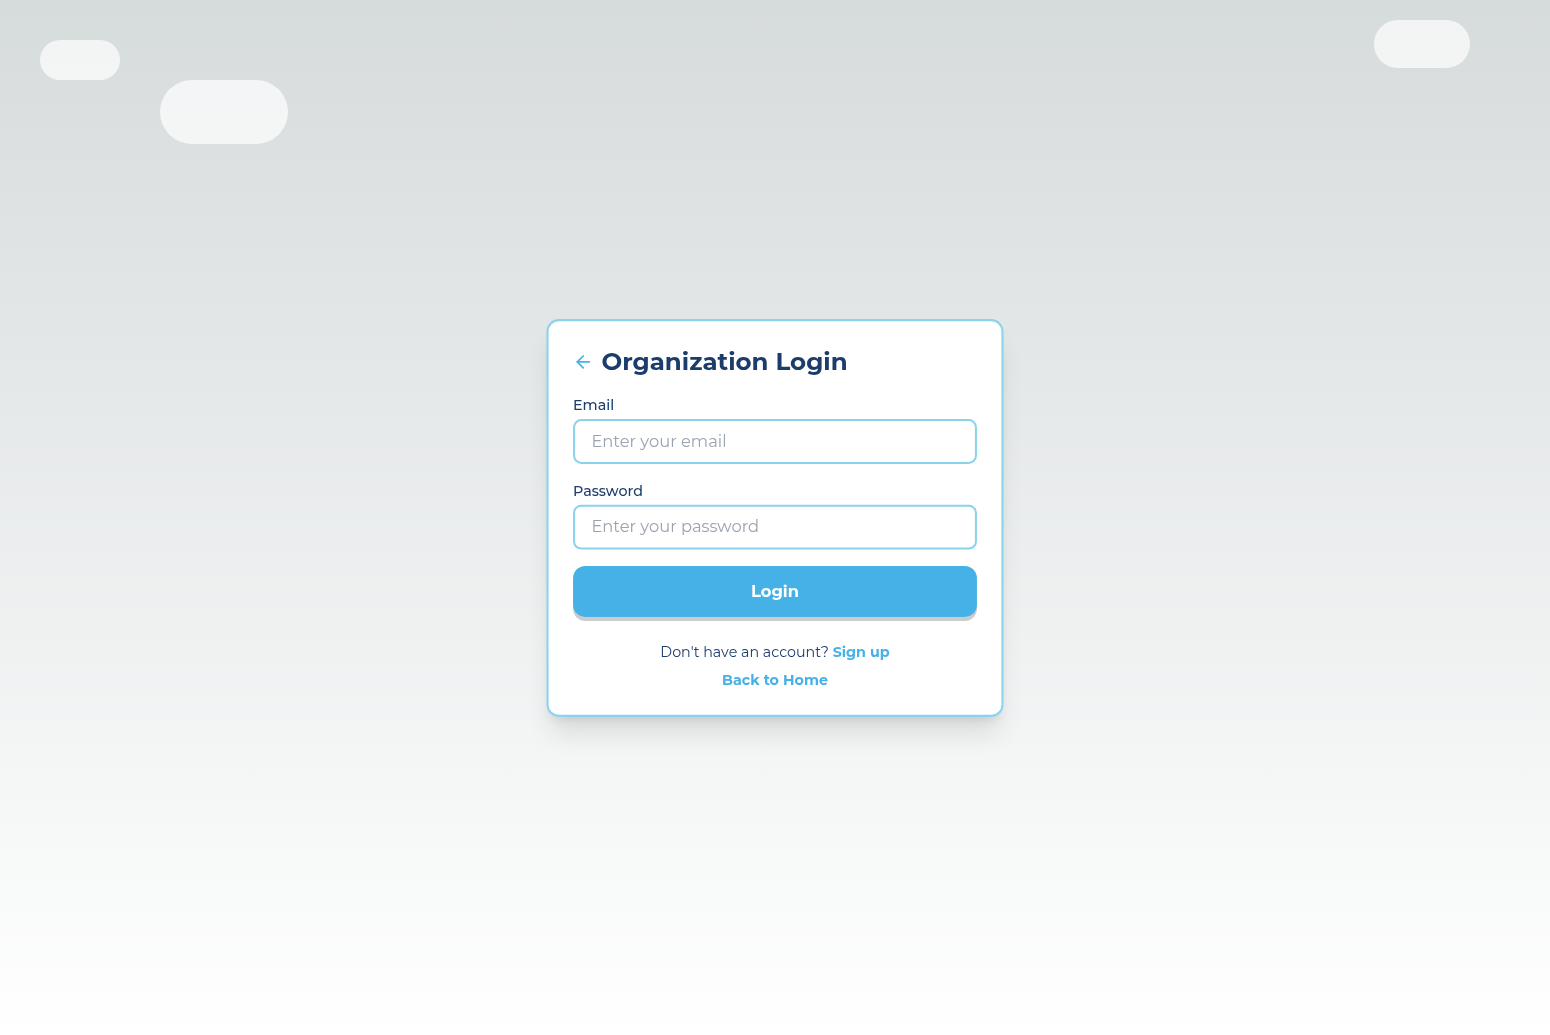 Organization Login
Email
Enter your email
Password
Enter your password
Login
Don't have an account? Sign up
Back to Home